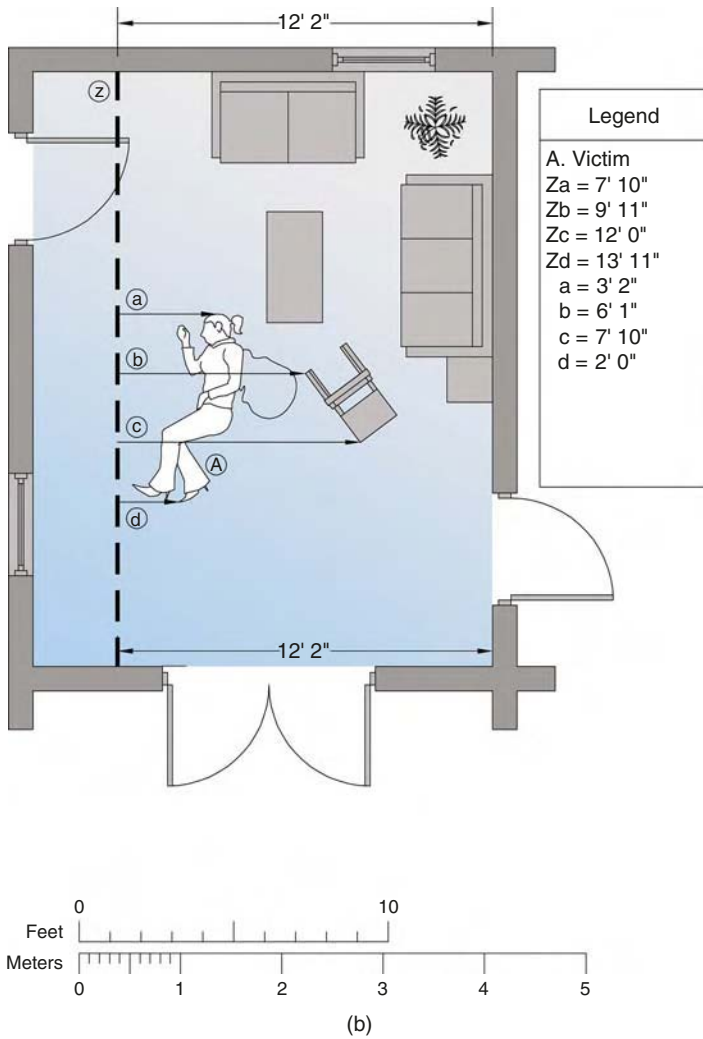 12' 2"
z
Legend
A. Victim
Za = 7' 10"
Zb = 9' 11"
Zc = 12' 0"
Zd = 13' 11"
a = 3' 2"
b = 6' 1"
c = 7' 10"
d = 2' 0"
a
b
c
A
d
12' 2"
0 10
Feet
Meters
0 1 2 3 4 5
(b)